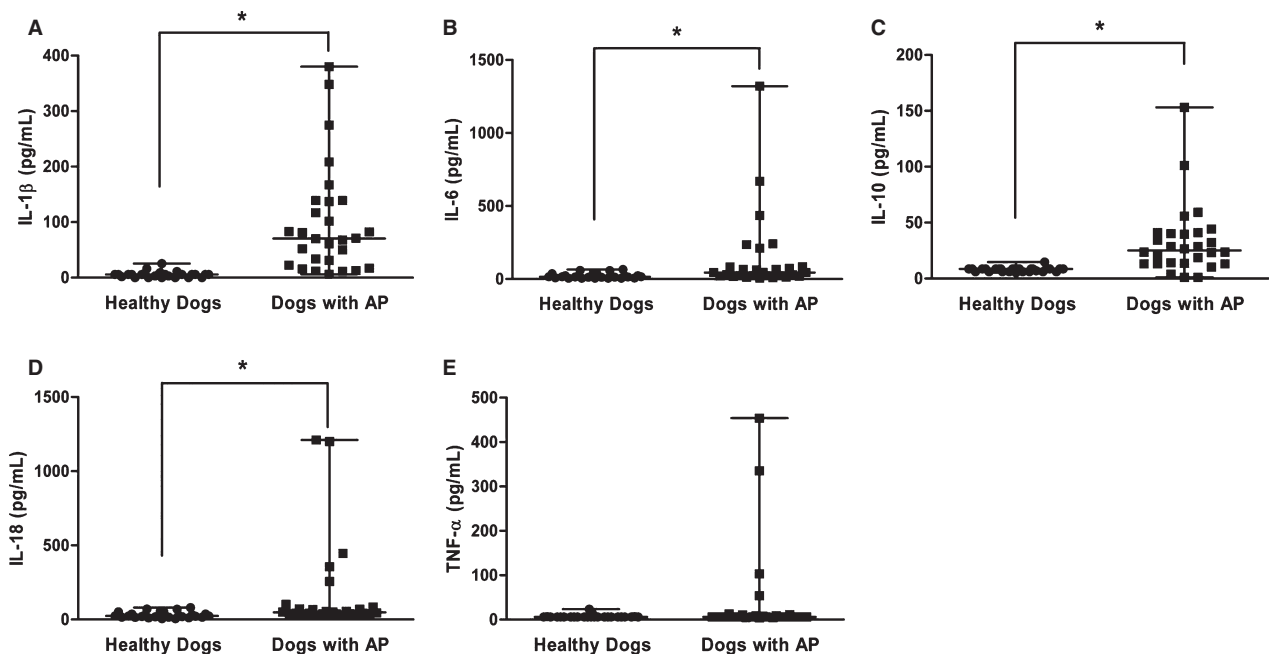 A
*
400
300
200
100
0
IL-1β (pg/mL)
Healthy Dogs
Dogs with AP
B
*
1500
1000
500
0
IL-6 (pg/mL)
Healthy Dogs
Dogs with AP
C
*
200
150
100
50
0
IL-10 (pg/mL)
Healthy Dogs
Dogs with AP
D
*
1500
1000
500
0
IL-18 (pg/mL)
Healthy Dogs
Dogs with AP
E
500
400
300
200
100
0
TNF-α (pg/mL)
Healthy Dogs
Dogs with AP